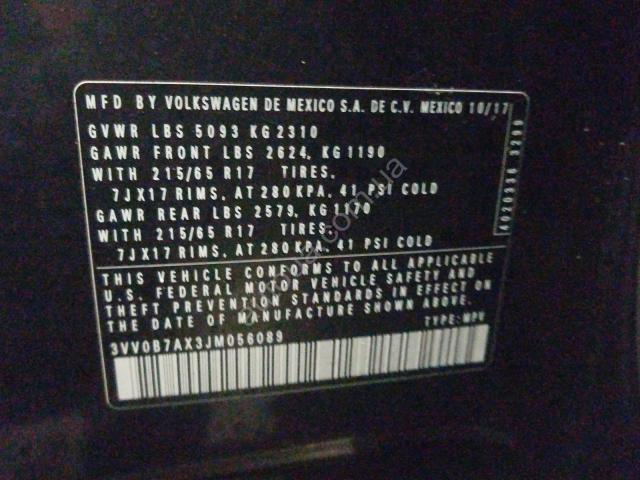 MFD BY VOLKSWAGEN DE MEXICO S.A. DE C.V. MEXICO 10/17
GVWR LBS 5093 KG 2310
GAWR FRONT LBS 2624, KG 1190
WITH 215/65 R17 TIRES.
7JX17 RIMS, AT 280 KPA, 41 PSI COLD
GAWR REAR LBS 2579, KG 1170
WITH 215/65 R17 TIRES.
7JX17 RIMS, AT 280 KPA, 41 PSI COLD
THIS VEHICLE CONFORMS TO ALL APPLICABLE
U.S. FEDERAL MOTOR VEHICLE SAFETY AND
THEFT PREVENTION STANDARDS IN EFFECT ON
THE DATE OF MANUFACTURE SHOWN ABOVE.
3VV0B7AX3JM056089 TYPE: MPV